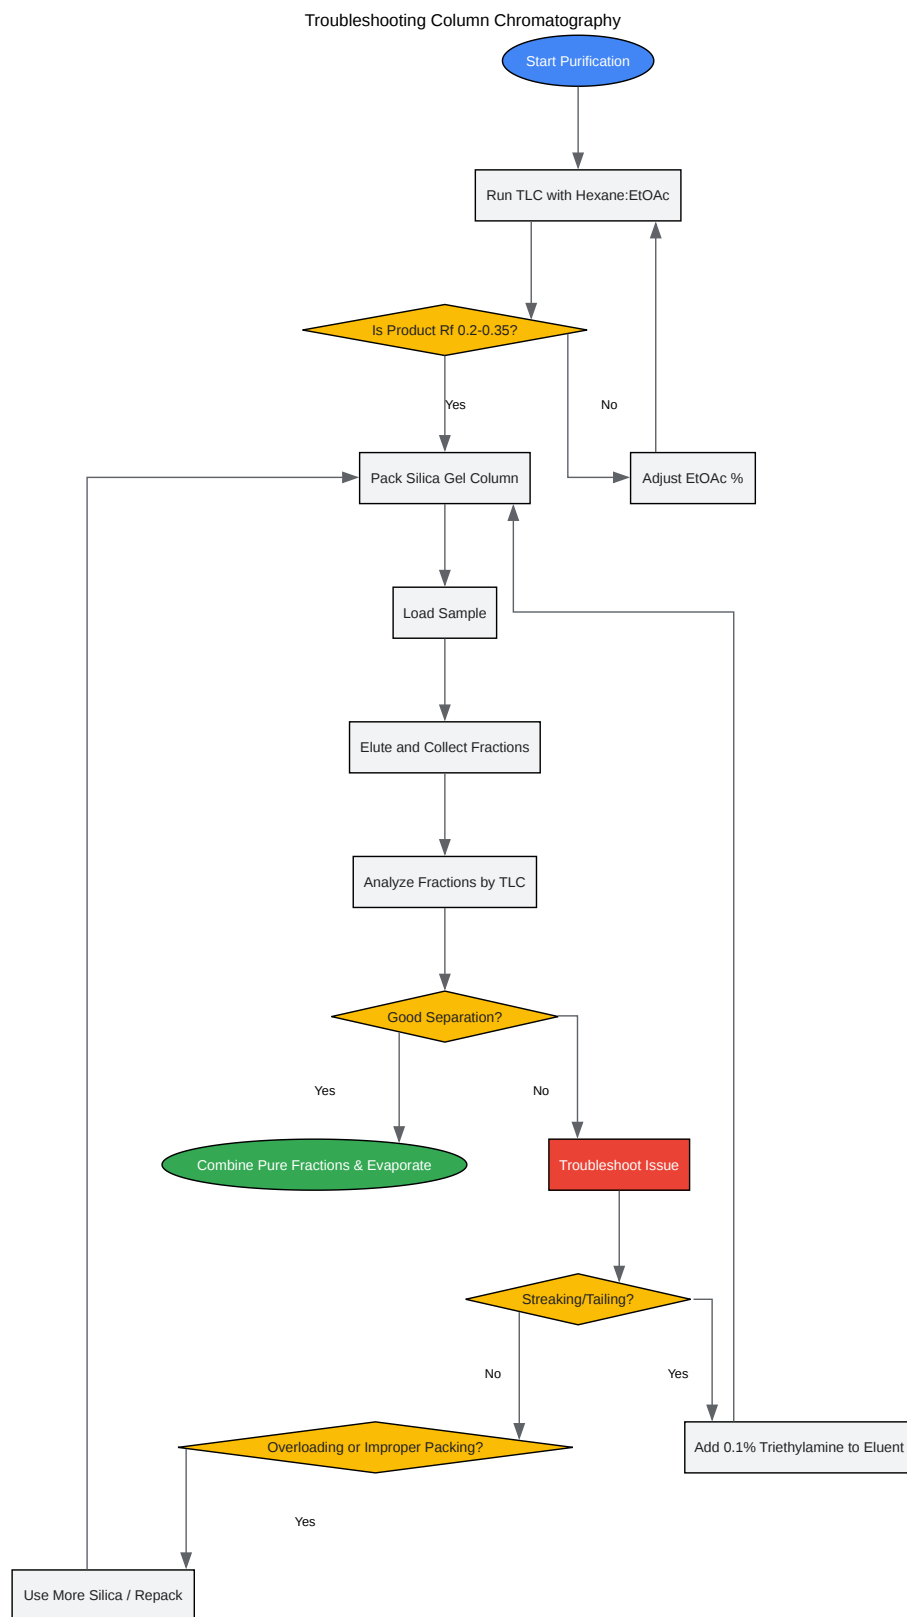 Troubleshooting Column Chromatography
Start Purification
Run TLC with Hexane:EtOAc
Is Product Rf 0.2-0.35?
Yes
No
Pack Silica Gel Column
Adjust EtOAc %
Load Sample
Elute and Collect Fractions
Analyze Fractions by TLC
Good Separation?
Yes
No
Combine Pure Fractions & Evaporate
Troubleshoot Issue
Streaking/Tailing?
No
Yes
Overloading or Improper Packing?
Add 0.1% Triethylamine to Eluent
Yes
Use More Silica / Repack